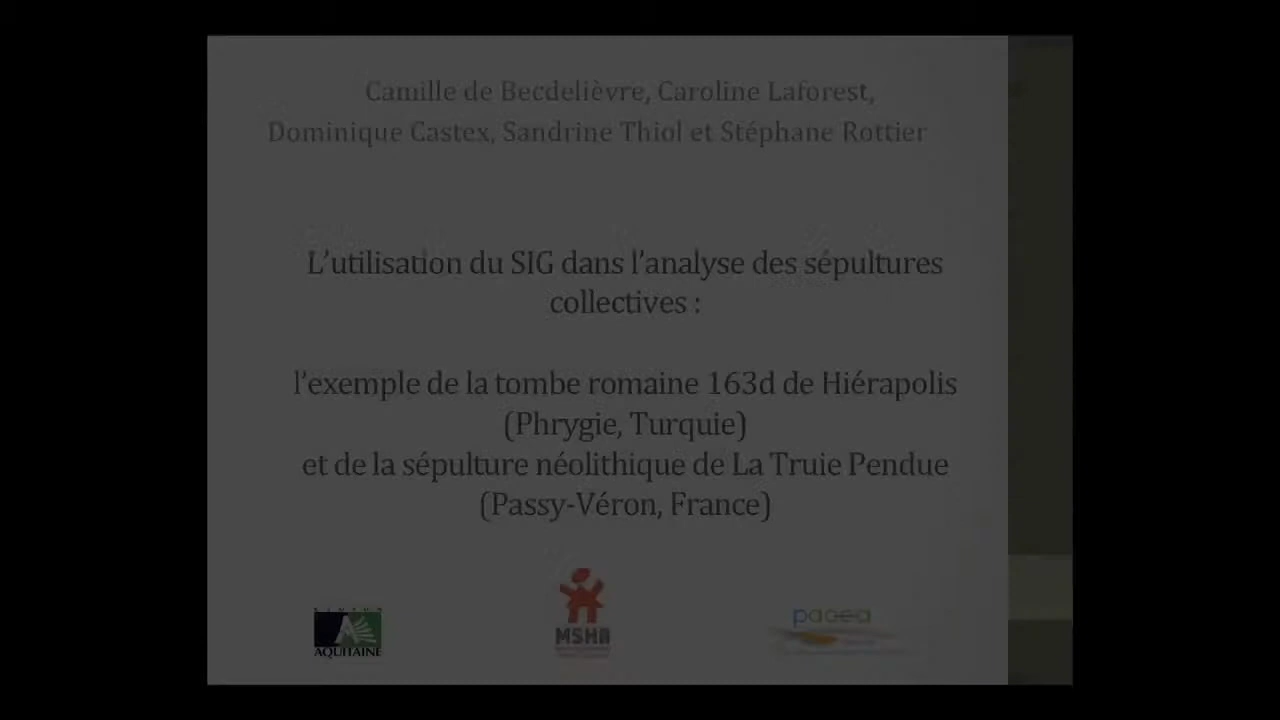 Camille de Becdelièvre, Caroline Laforest,
Dominique Castex, Sandrine Thiol et Stéphane Rottier
L’utilisation du SIG dans l’analyse des sépultures
collectives :
l’exemple de la tombe romaine 163d de Hiérapolis
(Phrygie, Turquie)
et de la sépulture néolithique de La Truie Pendue
(Passy-Véron, France)
AQUITAINE
MSHA
pacea